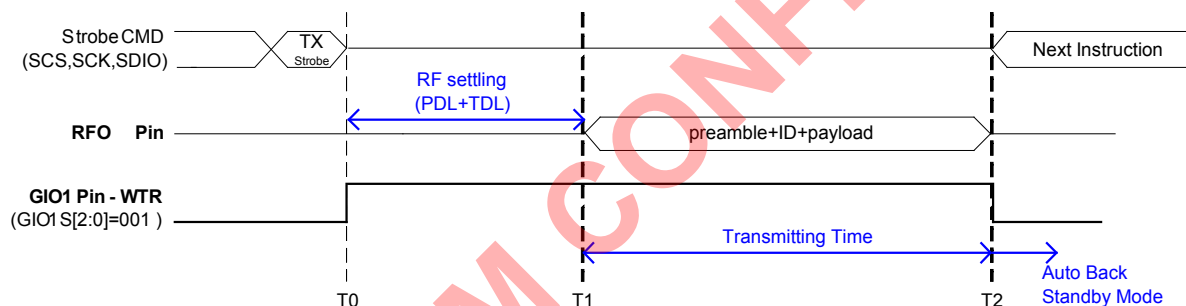 Strobe CMD
(SCS,SCK,SDIO)
TX
Strobe
Next Instruction
RF settling
(PDL+TDL)
RFO Pin
preamble+ID+payload
GIO1 Pin - WTR
(GIO1S[2:0]=001 )
Transmitting Time
Auto Back
Standby Mode
T0
T1
T2
M CONF